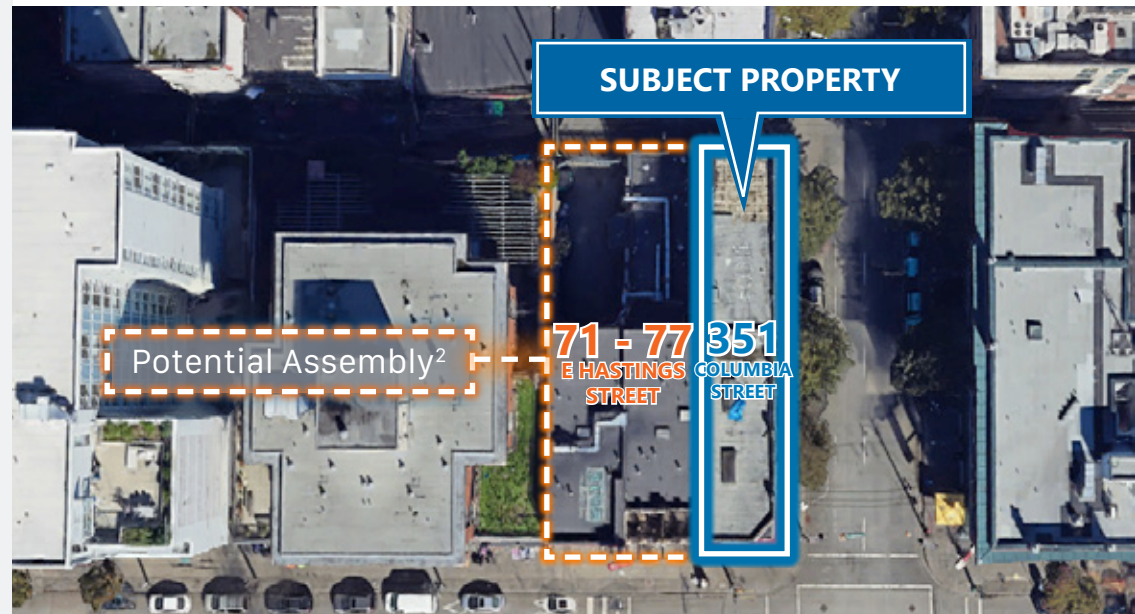 SUBJECT PROPERTY
Potential Assembly²
71 - 77
E HASTINGS
STREET
351
COLUMBIA
STREET